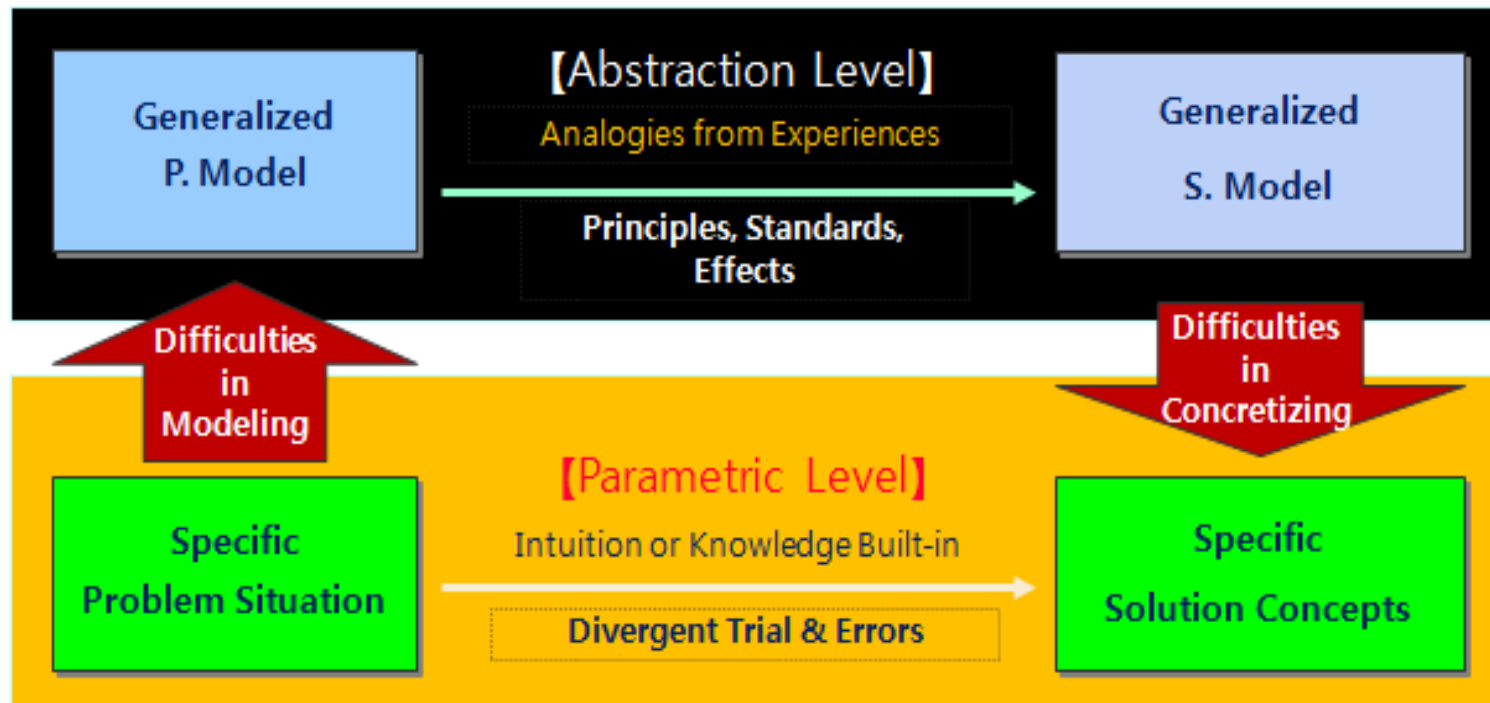 Generalized
P. Model
【Abstraction Level】
Analogies from Experiences
Principles, Standards,
Effects
Generalized
S. Model
Difficulties
in
Modeling
Difficulties
in
Concretizing
Specific
Problem Situation
【Parametric Level】
Intuition or Knowledge Built-in
Divergent Trial & Errors
Specific
Solution Concepts